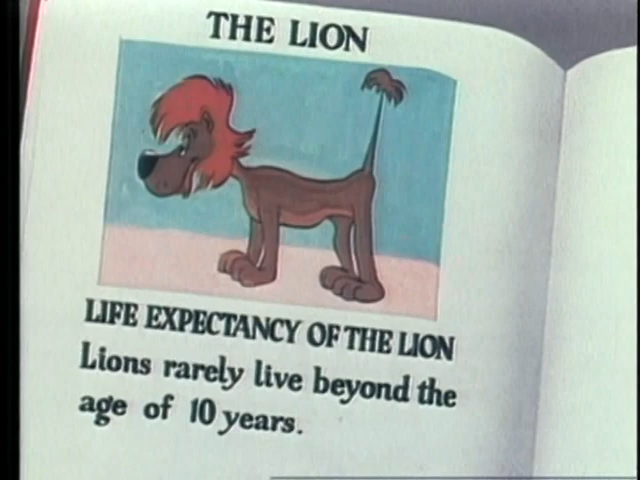 THE LION
LIFE EXPECTANCY OF THE LION
Lions rarely live beyond the
age of 10 years.